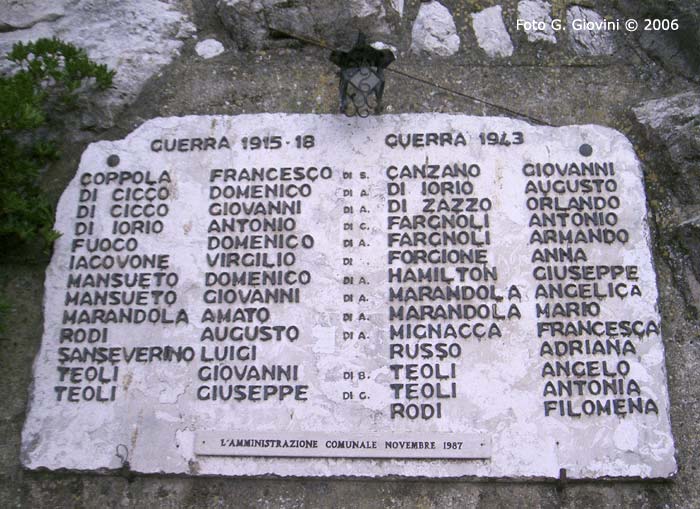 Foto G. Giovini © 2006
GUERRA 1915-18 GUERRA 1943
COPPOLA FRANCESCO DI S. CANZANO GIOVANNI
DI CICCO DOMENICO DI A. DI IORIO AUGUSTO
DI CICCO GIOVANNI DI A. DI ZAZZO ORLANDO
DI IORIO ANTONIO DI G. FARGNOLI ANTONIO
FUOCO DOMENICO DI A. FARGNOLI ARMANDO
IACOVONE VIRGILIO DI A. FORGIONE ANNA
MANSUETO DOMENICO DI A. HAMILTON GIUSEPPE
MANSUETO GIOVANNI DI A. MARANDOLA ANGELICA
MARANDOLA AMATO DI A. MARANDOLA MARIO
RODI AUGUSTO DI A. MIGNACCA FRANCESCA
SANSEVERINO LUIGI RUSSO ADRIANA
TEOLI GIOVANNI DI B. TEOLI ANGELO
TEOLI GIUSEPPE DI G. TEOLI ANTONIA
RODI FILOMENA
L'AMMINISTRAZIONE COMUNALE NOVEMBRE 1987